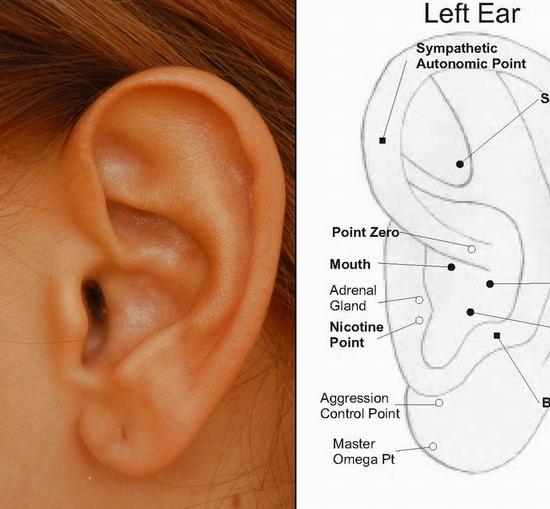 Left Ear
Sympathetic
Autonomic Point
S
Point Zero
Mouth
Adrenal
Gland
Nicotine
Point
Aggression
Control Point
B
Master
Omega Pt